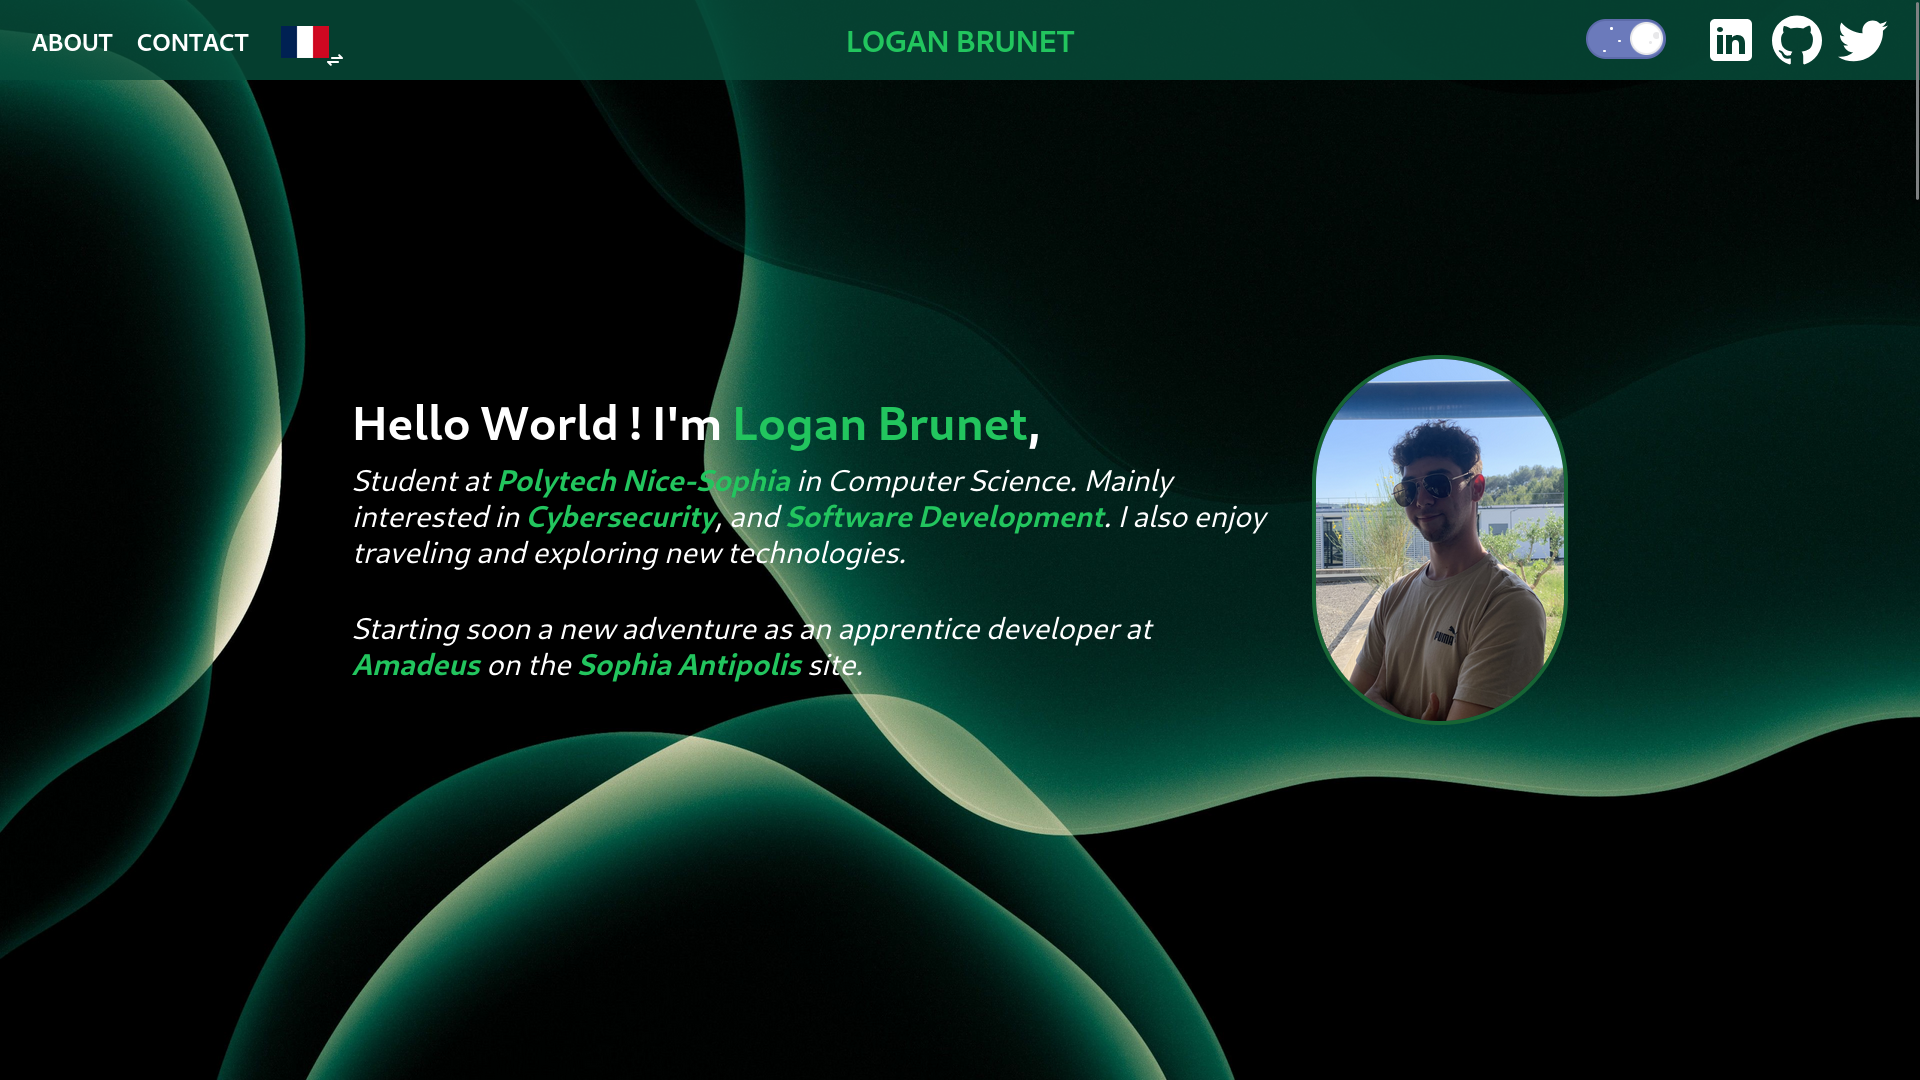 ABOUT CONTACT LOGAN BRUNET
Hello World ! I'm Logan Brunet,
Student at Polytech Nice-Sophia in Computer Science. Mainly
interested in Cybersecurity, and Software Development. I also enjoy
traveling and exploring new technologies.
Starting soon a new adventure as an apprentice developer at
Amadeus on the Sophia Antipolis site.
PUMA